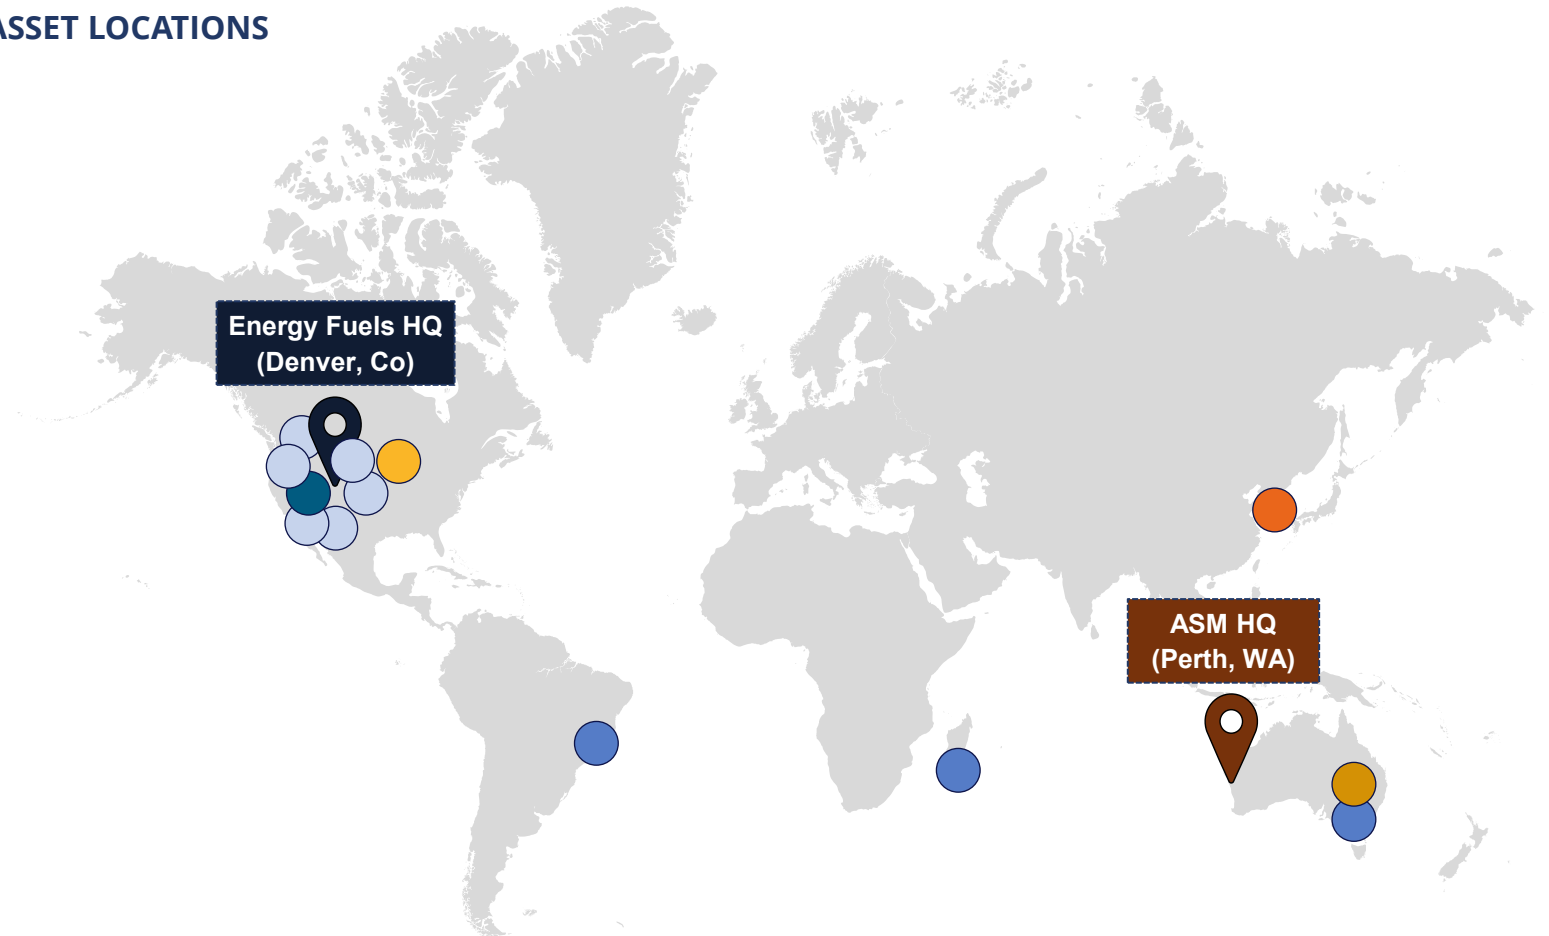 ASSET LOCATIONS
Energy Fuels HQ
(Denver, Co)
ASM HQ
(Perth, WA)